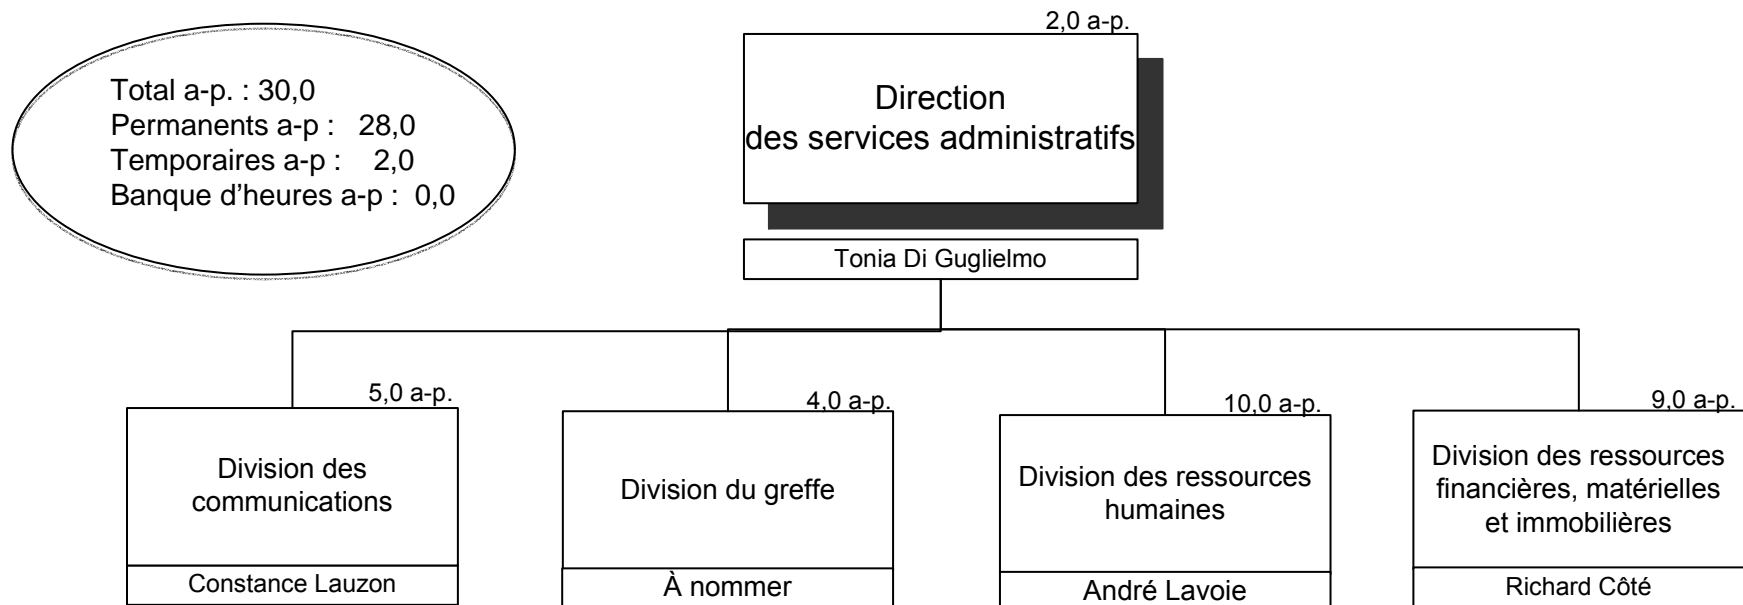 2,0 a-p.
Total a-p. : 30,0
Permanents a-p : 28,0
Temporaires a-p : 2,0
Banque d'heures a-p : 0,0
Direction
des services administratifs
Tonia Di Guglielmo
5,0 a-p.
Division des
communications
Constance Lauzon
4,0 a-p.
Division du greffe
À nommer
10,0 a-p.
Division des ressources
humaines
André Lavoie
9,0 a-p.
Division des ressources
financières, matérielles
et immobilières
Richard Côté